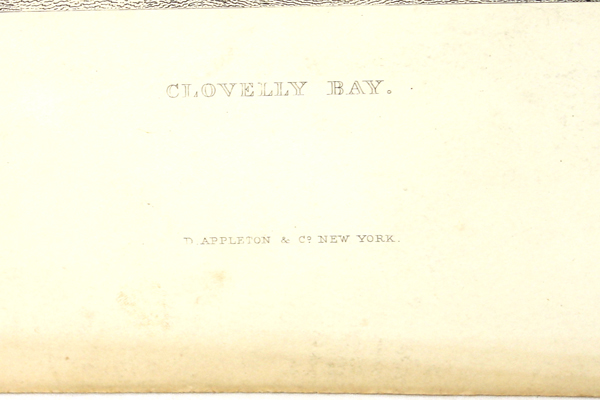 CLOVELLY BAY.
D. APPLETON & Cº NEW YORK.